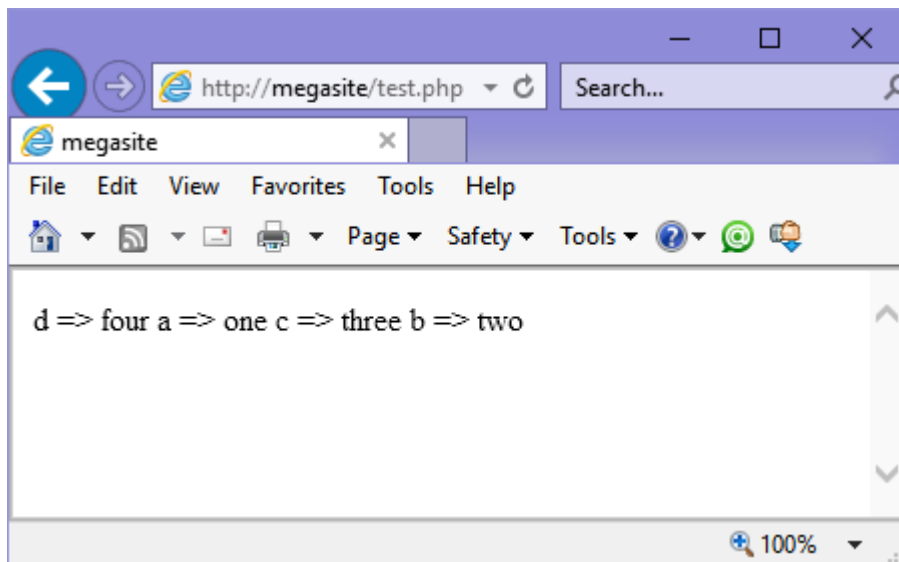 http://megasite/test.php Search...
megasite
File Edit View Favorites Tools Help
Page Safety Tools
d => four a => one c => three b => two
100%